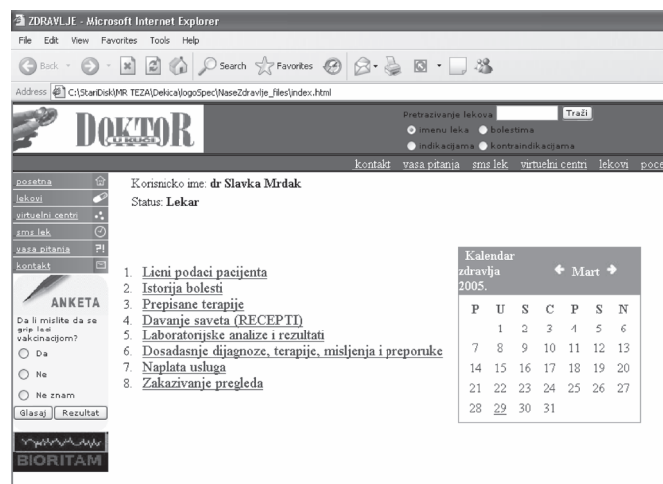 ZDRAVLJE - Microsoft Internet Explorer
File Edit View Favorites Tools Help
Back Search Favorites
Address C:\StariDisk\MR TEZA\Dekica\logoSpec\NaseZdravlje_files\index.html
DOKTOR
U KUCI
Pretrazivanje lekova Traži
imenu leka bolestima
indikacijama kontraindikacijama
kontakt vasa pitanja sms lek virtuelni centri lekovi poce
posetna
lekovi
virtuelni centri
sms lek
vasa pitanja ?!
kontakt
ANKETA
Da li mislite da se
grip leci
vakcinacijom?
Da
Ne
Ne znam
Glasaj Rezultat
BIORITAM
Korisnicko ime: dr Slavka Mrdak
Status: Lekar
1. Licni podaci pacijenta
2. Istorija bolesti
3. Prepisane terapije
4. Davanje saveta (RECEPTI)
5. Laboratorijske analize i rezultati
6. Dosadasnje dijagnoze, terapije, misljenja i preporuke
7. Naplata usluga
8. Zakazivanje pregleda
Kalendar
zdravlja Mart
2005.
P U S C P S N
1 2 3 4 5 6
7 8 9 10 11 12 13
14 15 16 17 18 19 20
21 22 23 24 25 26 27
28 29 30 31